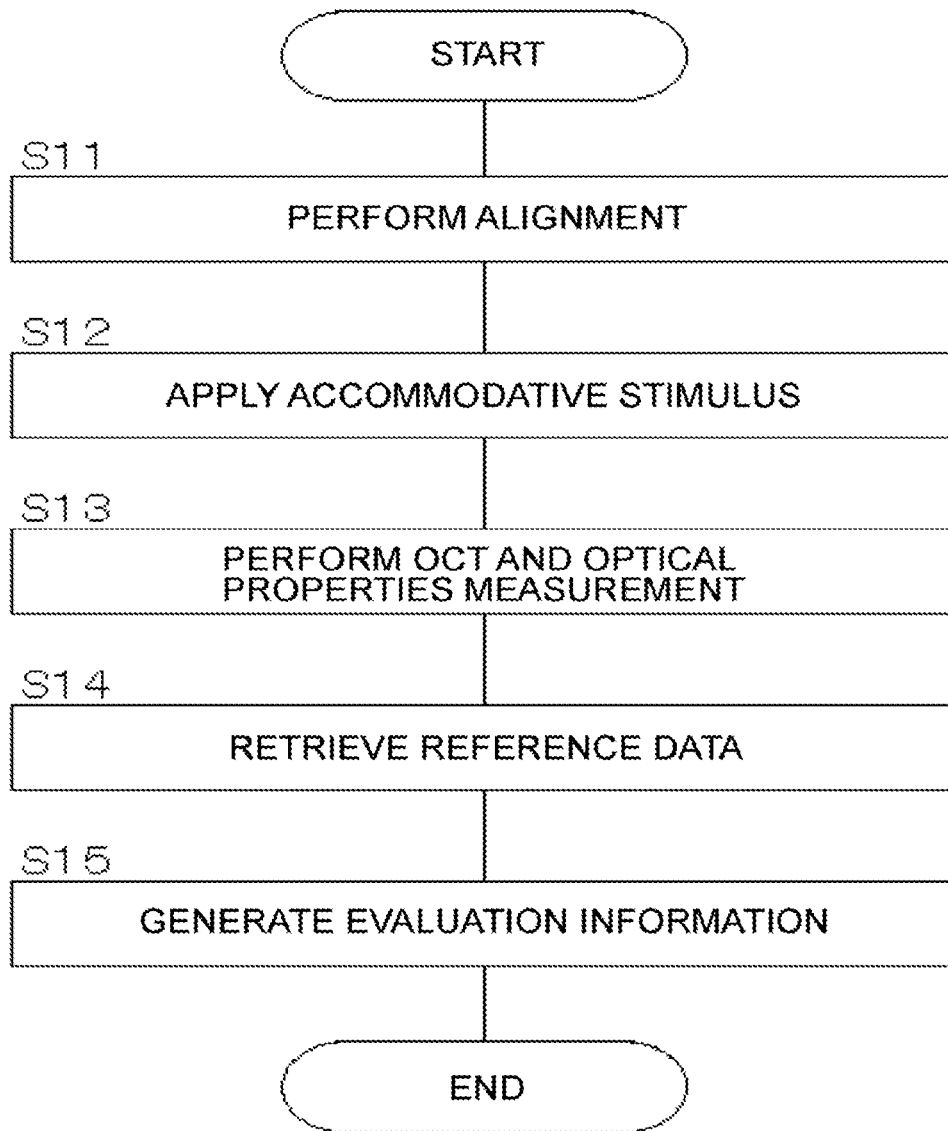 START
S11
PERFORM ALIGNMENT
S12
APPLY ACCOMMODATIVE STIMULUS
S13
PERFORM OCT AND OPTICAL
PROPERTIES MEASUREMENT
S14
RETRIEVE REFERENCE DATA
S15
GENERATE EVALUATION INFORMATION
END